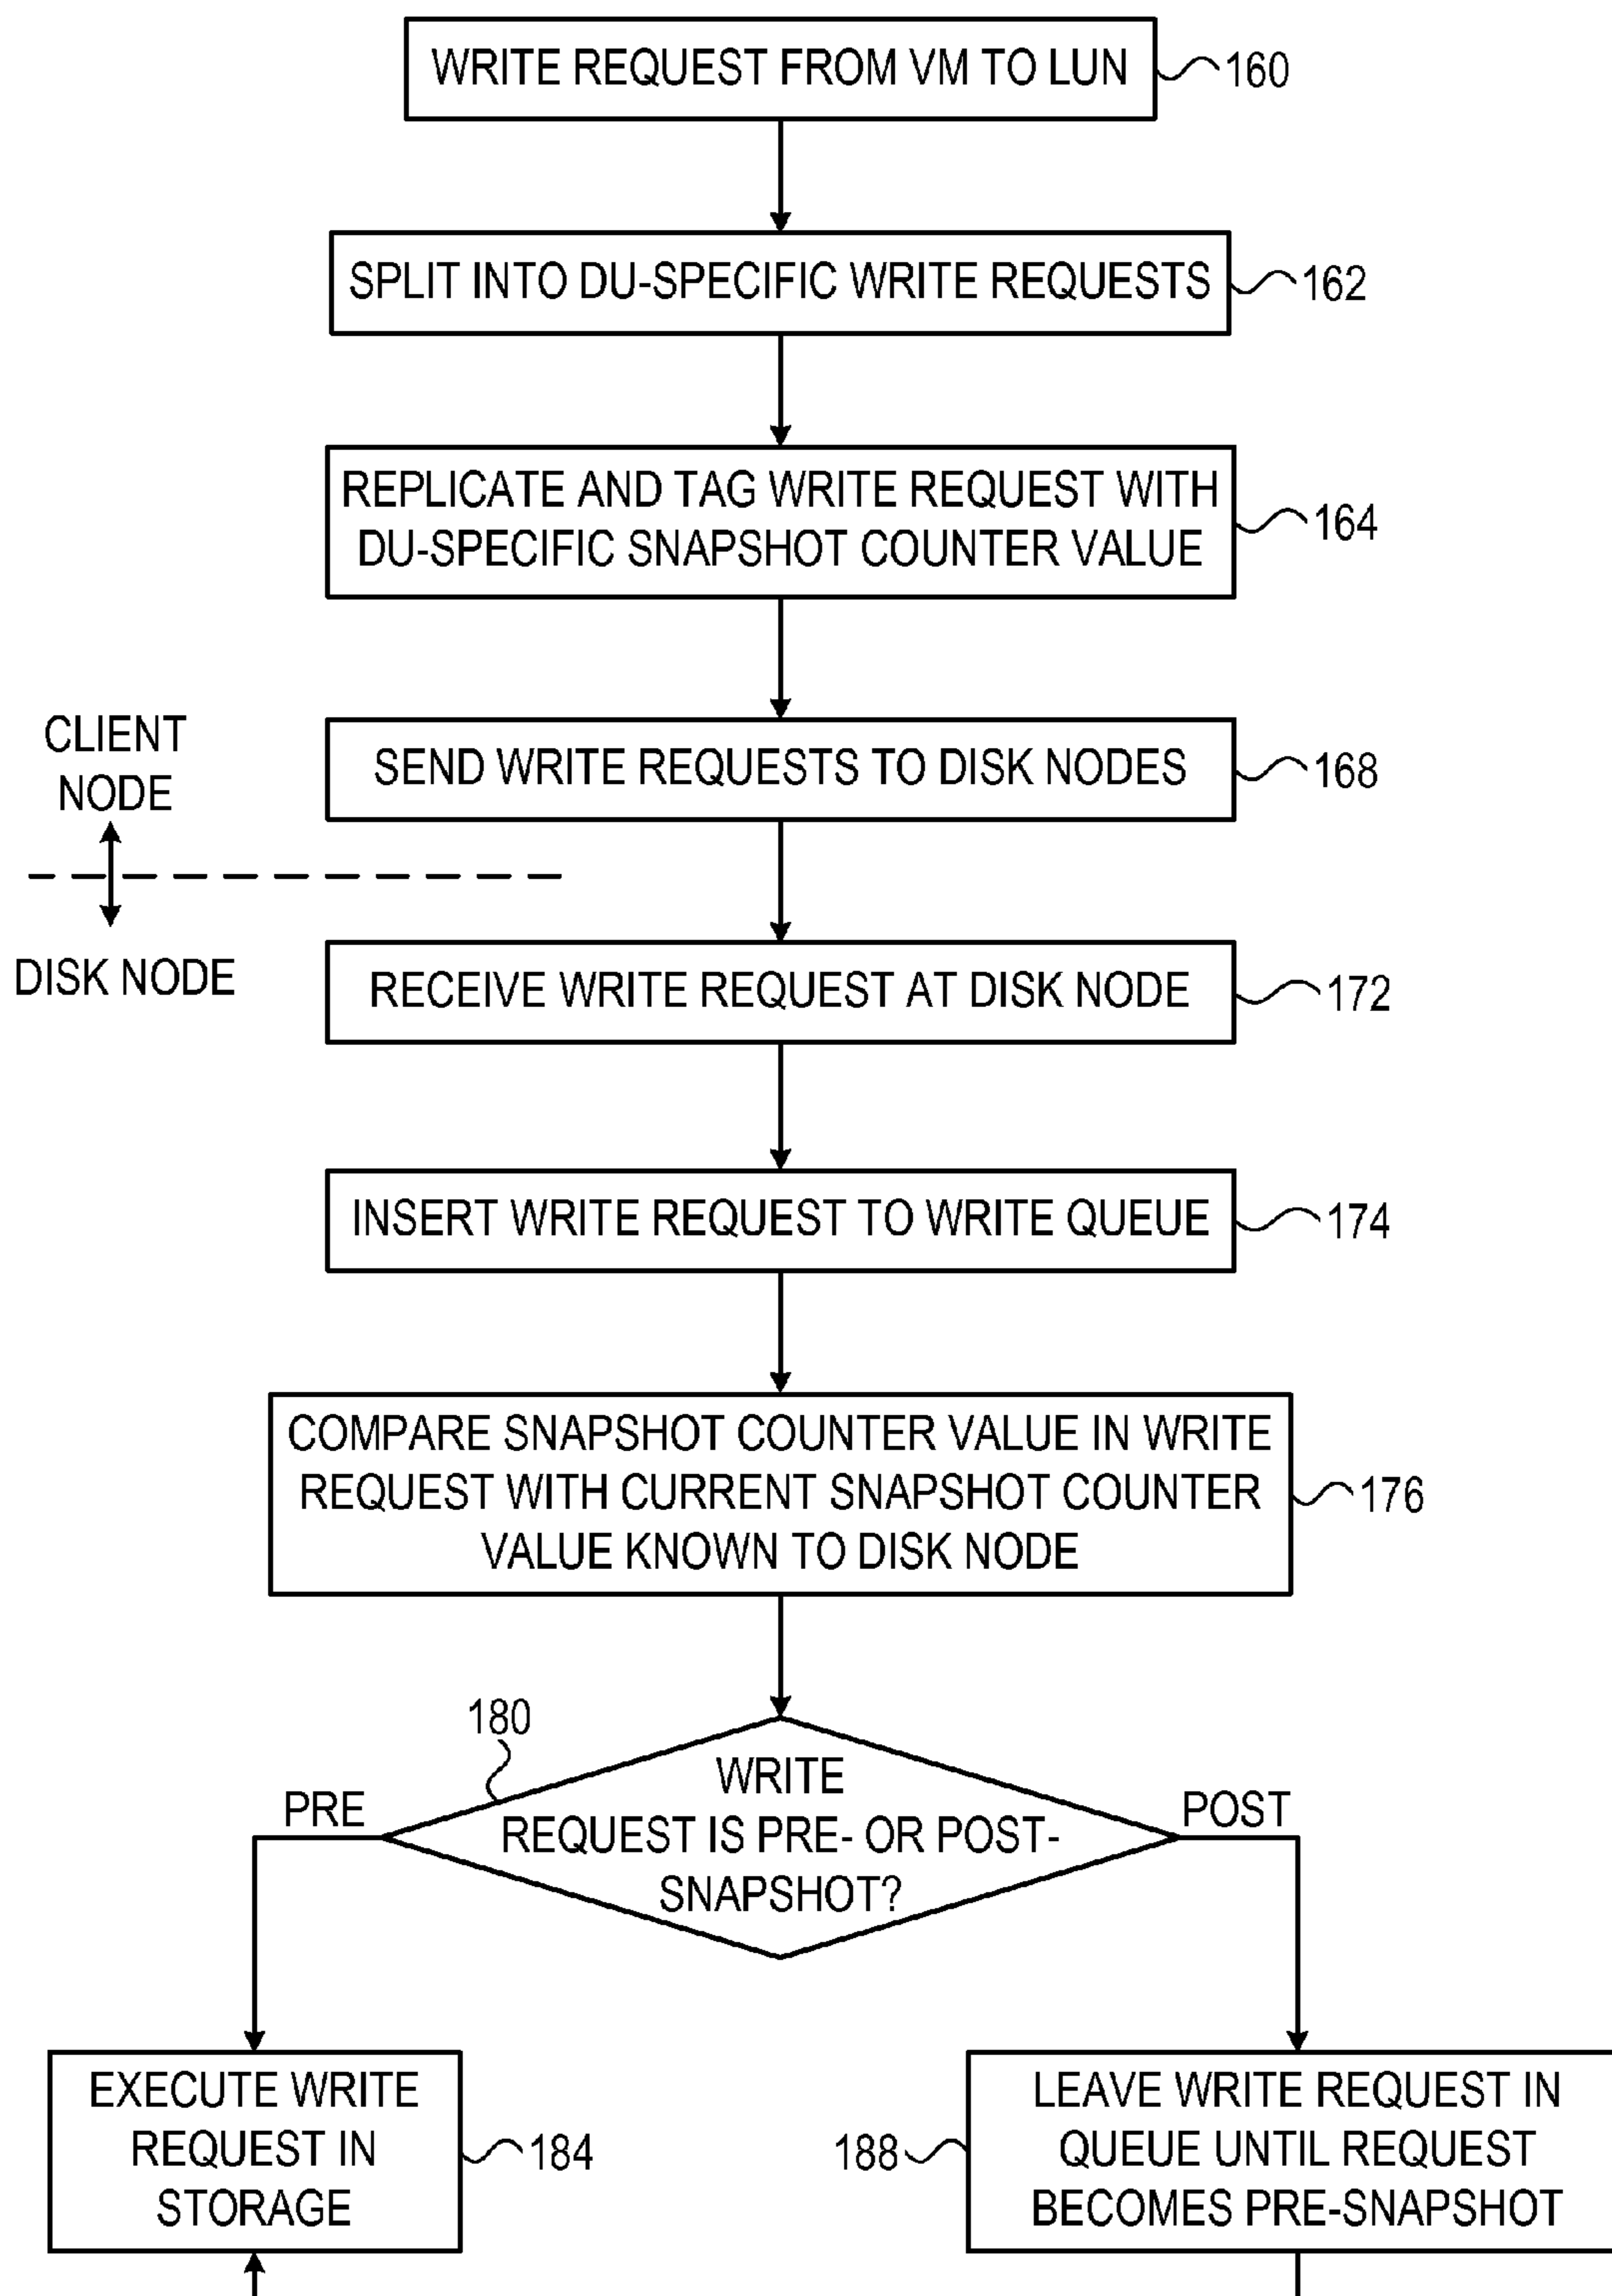 WRITE REQUEST FROM VM TO LUN
160
SPLIT INTO DU-SPECIFIC WRITE REQUESTS
162
REPLICATE AND TAG WRITE REQUEST WITH
DU-SPECIFIC SNAPSHOT COUNTER VALUE
164
CLIENT
NODE
SEND WRITE REQUESTS TO DISK NODES
168
DISK NODE
RECEIVE WRITE REQUEST AT DISK NODE
172
INSERT WRITE REQUEST TO WRITE QUEUE
174
COMPARE SNAPSHOT COUNTER VALUE IN WRITE
REQUEST WITH CURRENT SNAPSHOT COUNTER
VALUE KNOWN TO DISK NODE
176
180
WRITE
REQUEST IS PRE- OR POST-
SNAPSHOT?
PRE
POST
EXECUTE WRITE
REQUEST IN
STORAGE
184
188
LEAVE WRITE REQUEST IN
QUEUE UNTIL REQUEST
BECOMES PRE-SNAPSHOT